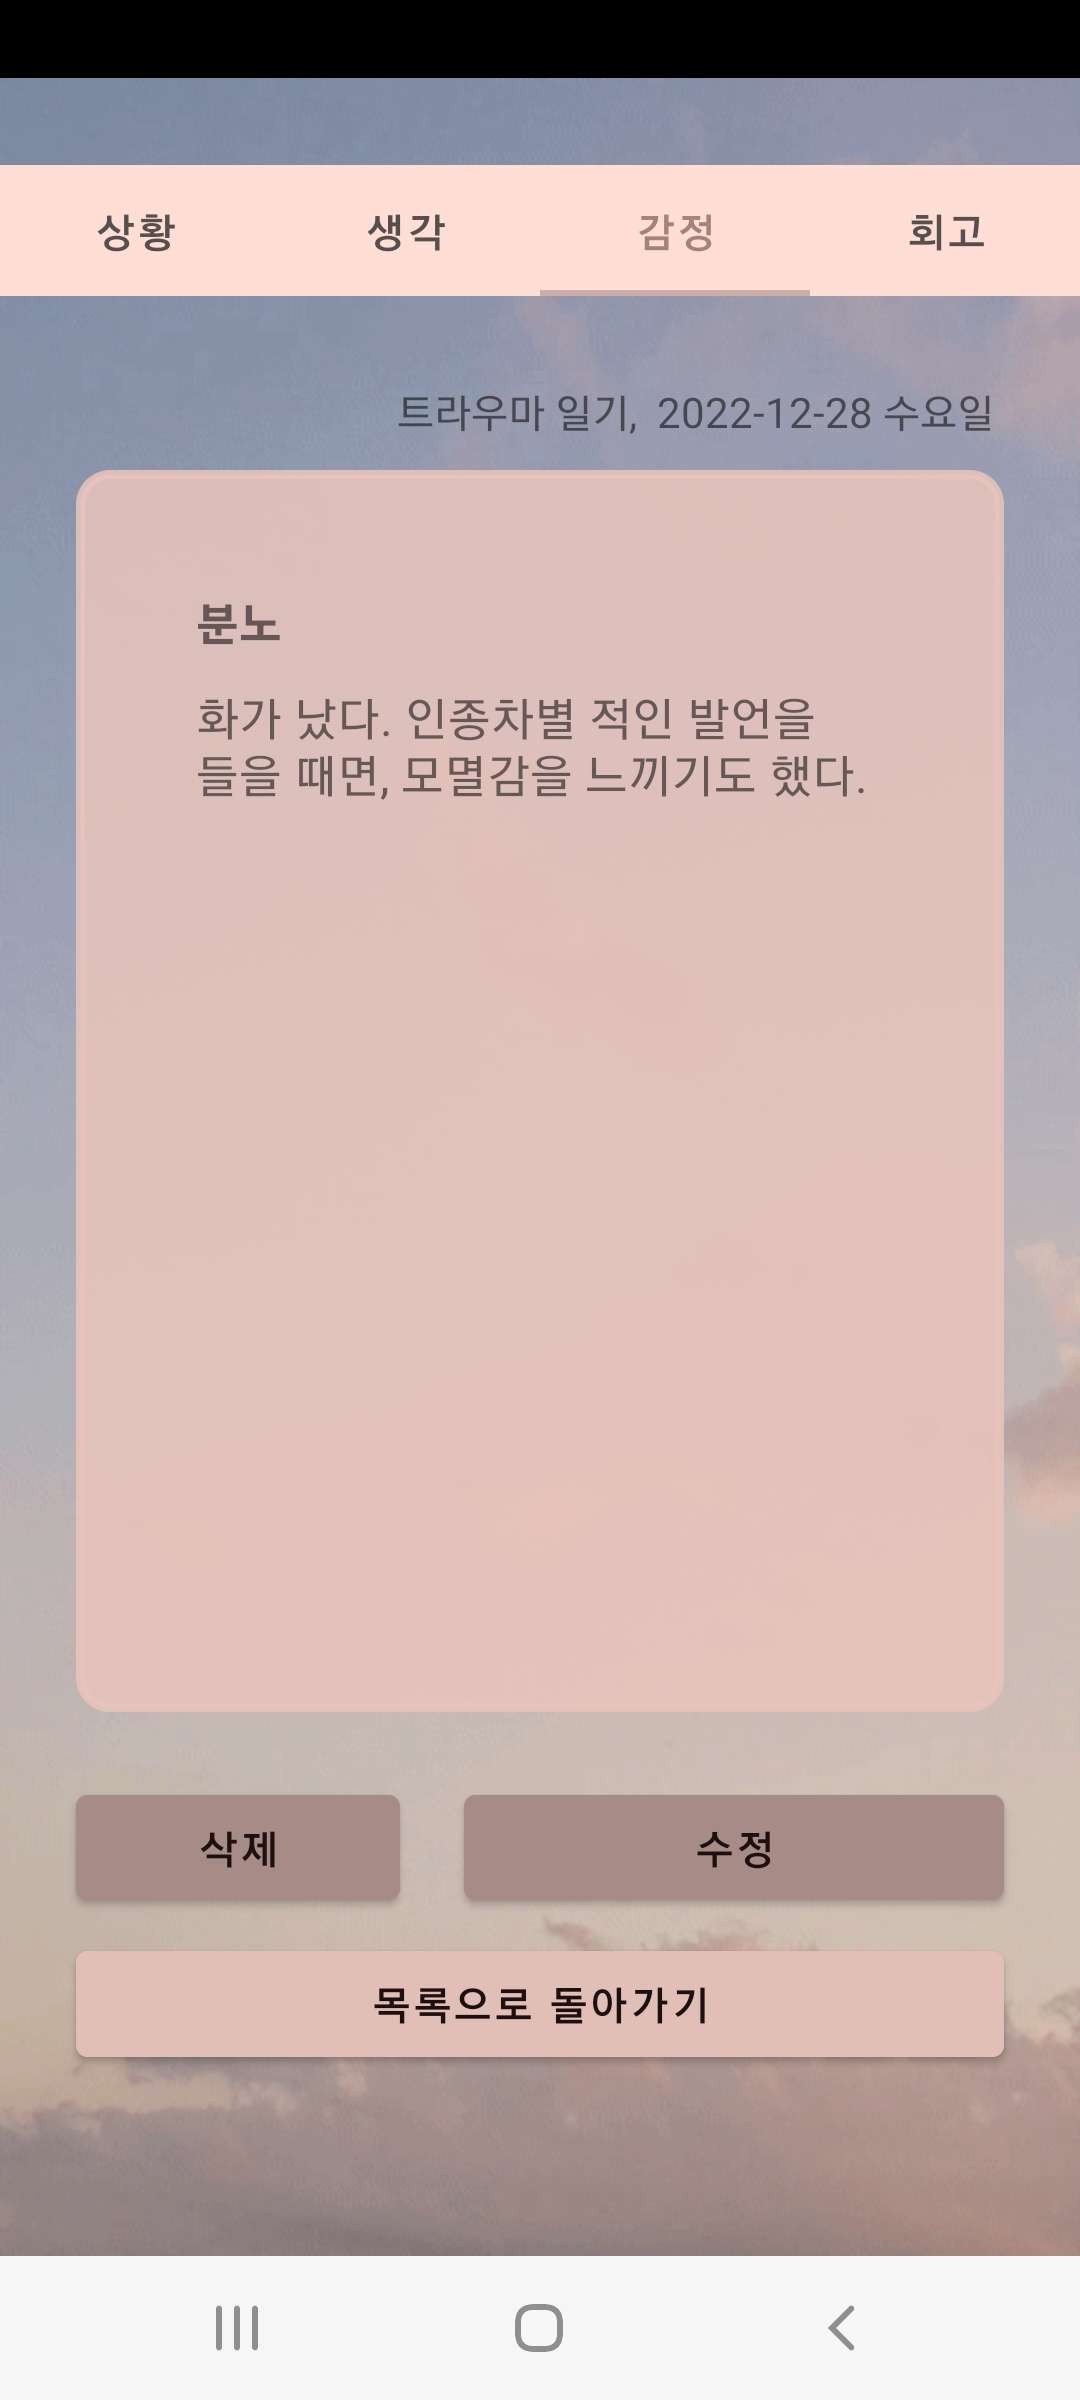 상황 생각 감정 회고
트라우마 일기, 2022-12-28 수요일
분노
화가 났다. 인종차별 적인 발언을
들을 때면, 모멸감을 느끼기도 했다.
삭제 수정
목록으로 돌아가기